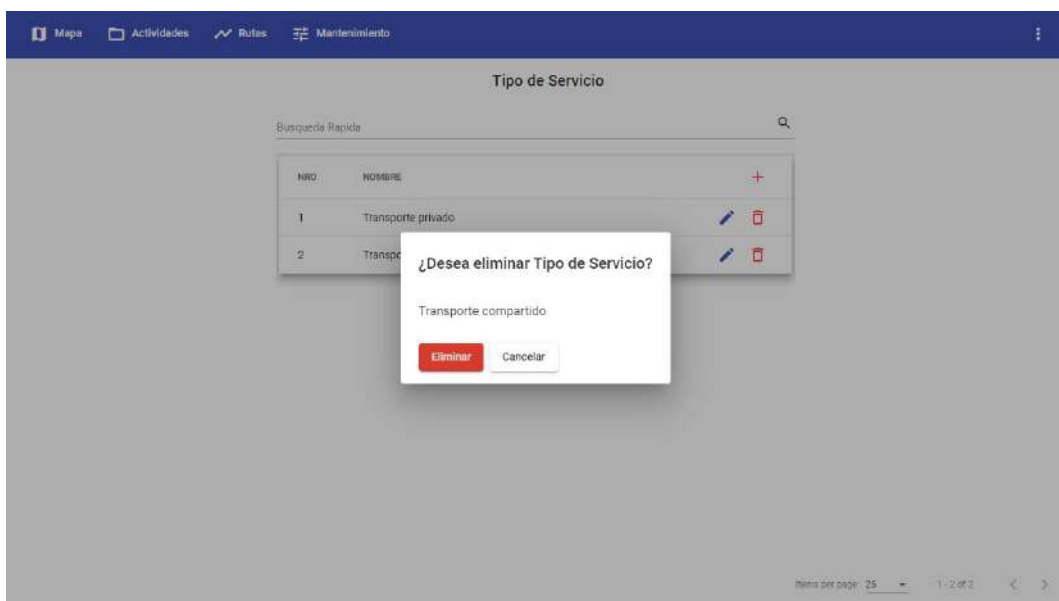 Mapa Actividades Rutas Mantenimiento
Tipo de Servicio
Busqueda Rapida
NRO NOMBRE
1 Transporte privado
2 Transpo
¿Desea eliminar Tipo de Servicio?
Transporte compartido
Eliminar Cancelar
Items per page: 25 1 - 2 of 2